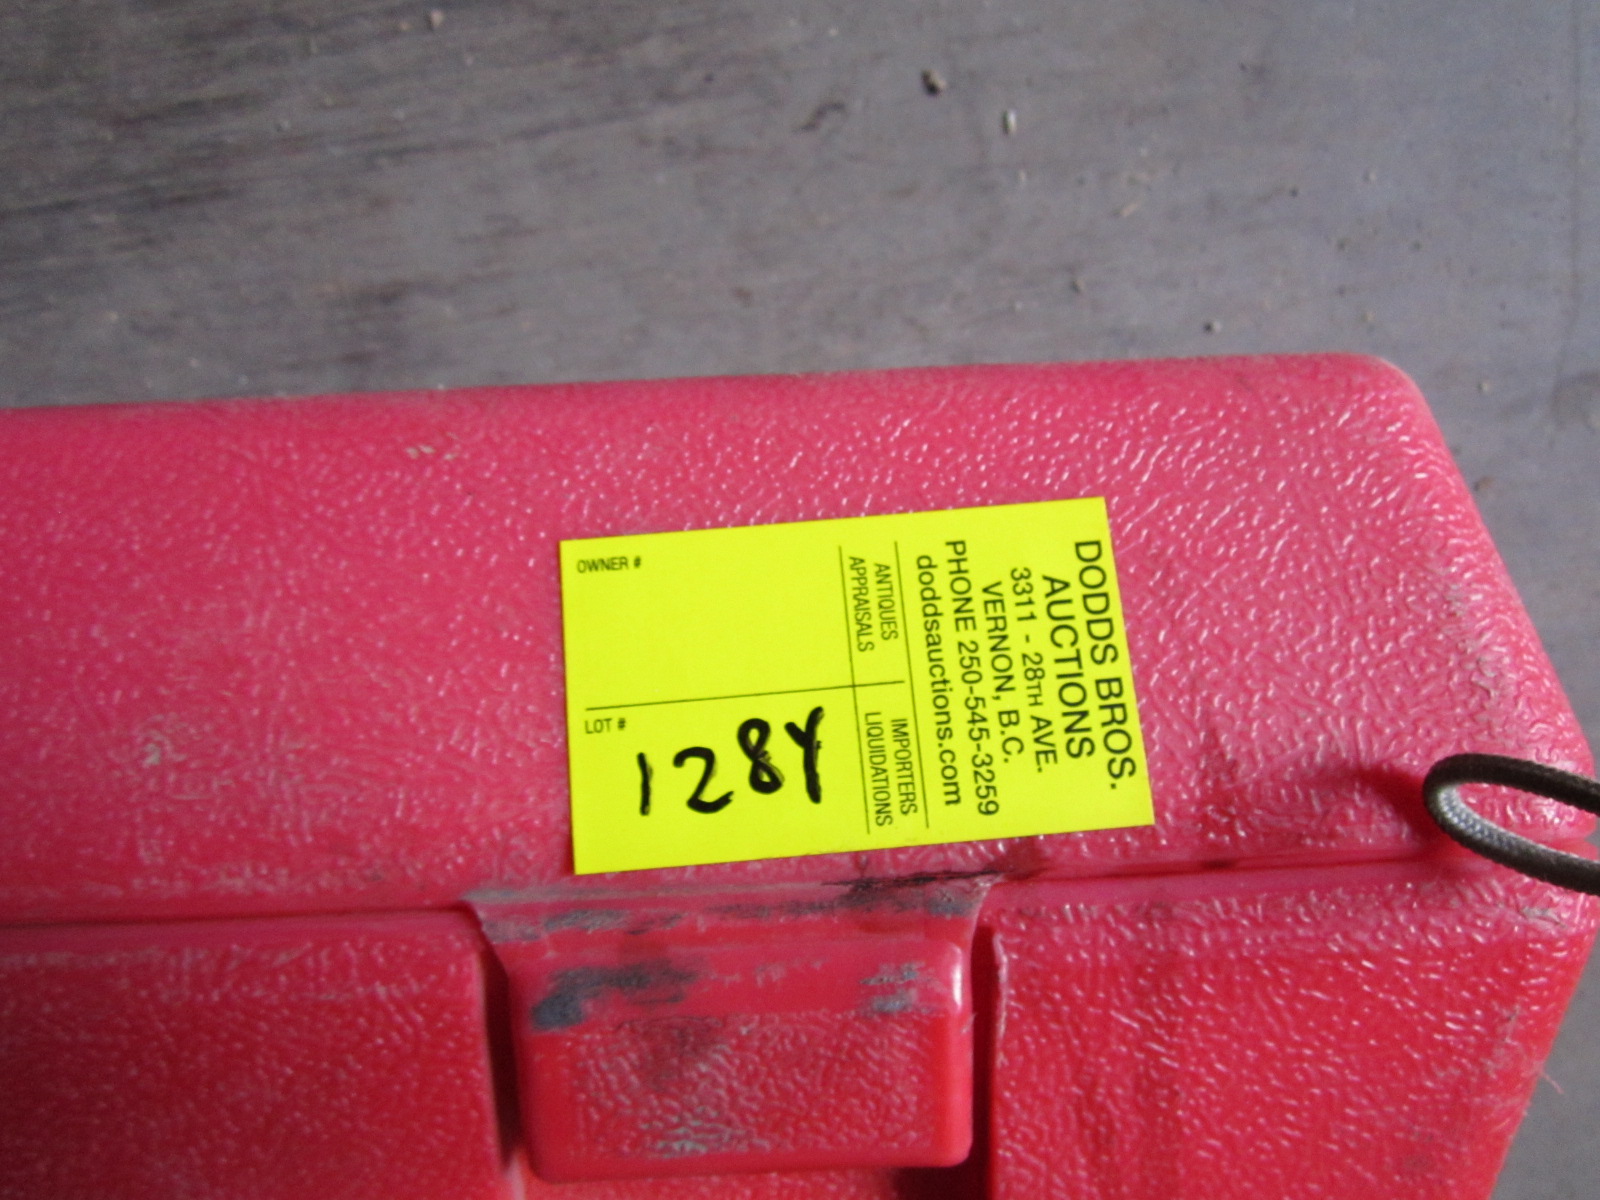 DODDS BROS.
AUCTIONS
3311 - 28TH AVE.
VERNON, B.C.
PHONE 250-545-3259
doddsauctions.com
ANTIQUES
APPRAISALS
IMPORTERS
LIQUIDATIONS
OWNER #
LOT #
128Y